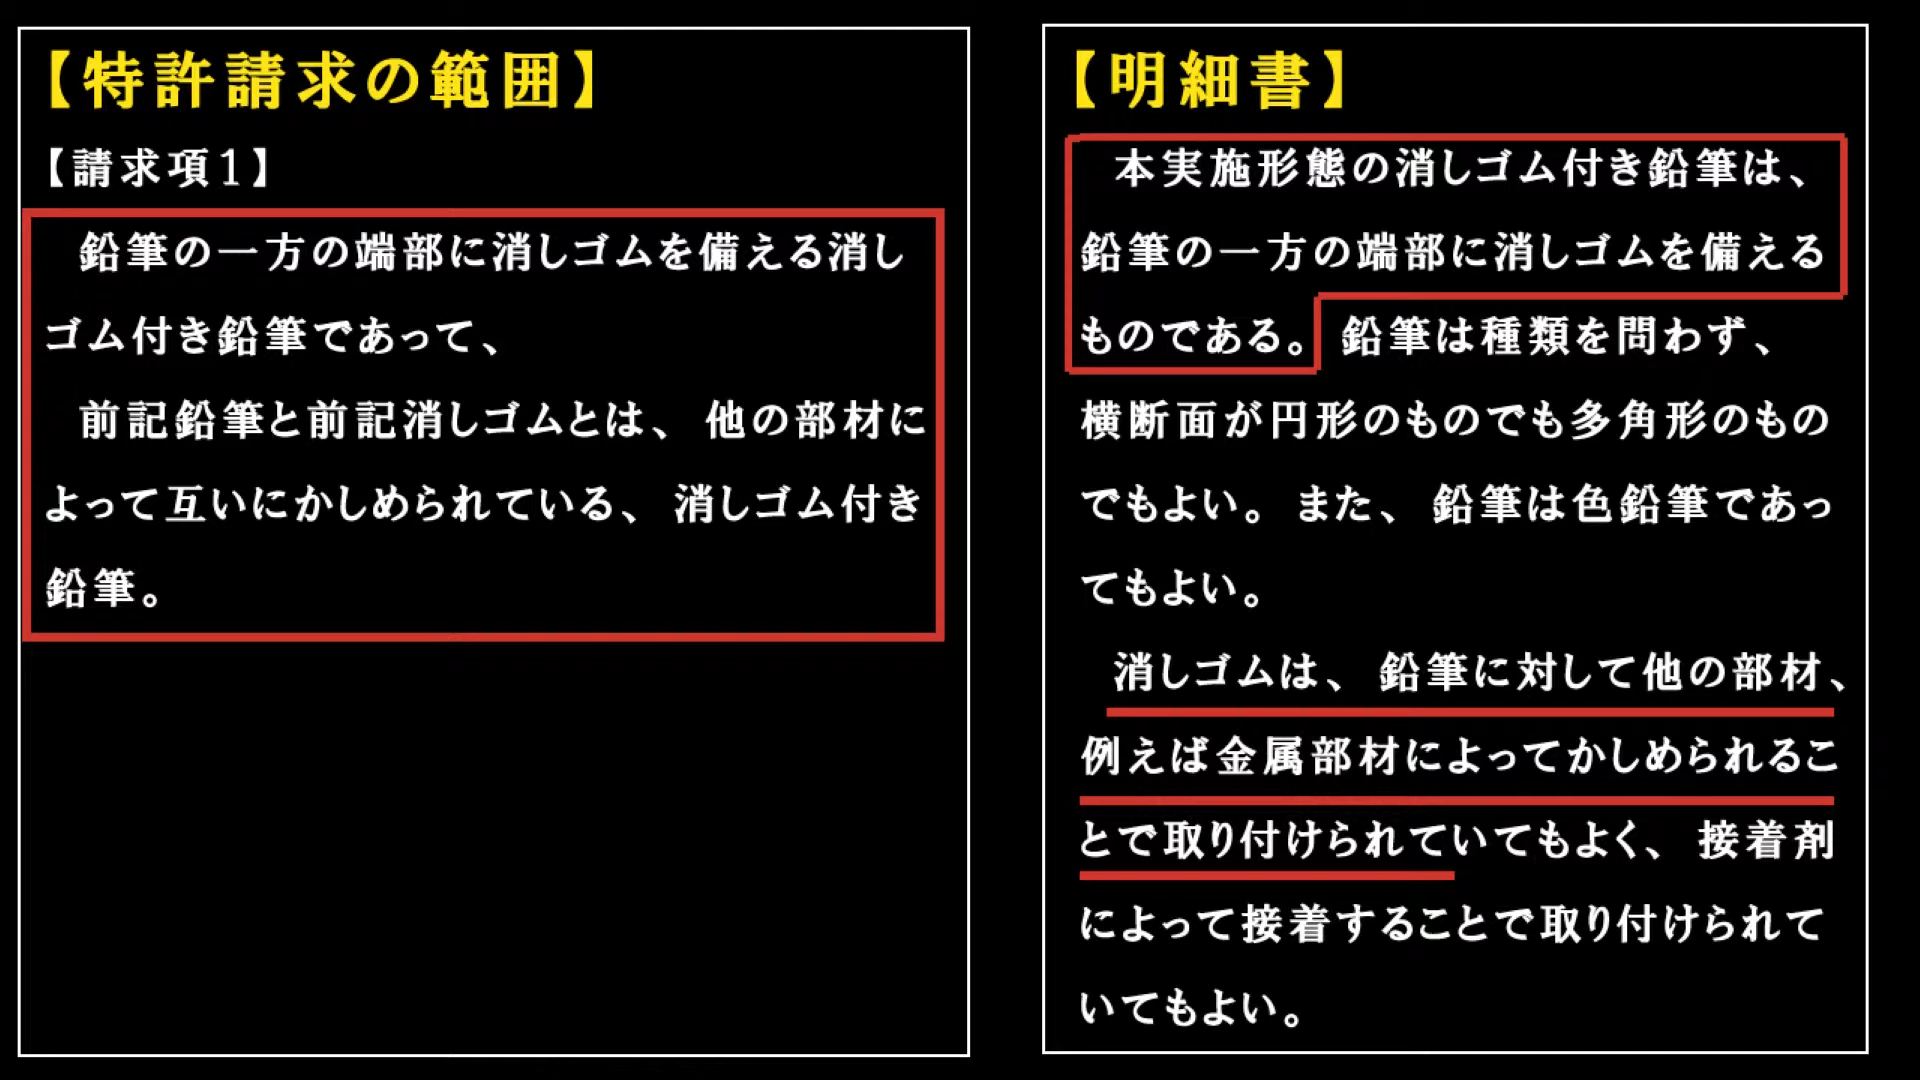 【特許請求の範囲】
【請求項1】
鉛筆の一方の端部に消しゴムを備える消し
ゴム付き鉛筆であって、
前記鉛筆と前記消しゴムとは、他の部材に
よって互いにかしめられている、消しゴム付き
鉛筆。
【明細書】
本実施形態の消しゴム付き鉛筆は、
鉛筆の一方の端部に消しゴムを備える
ものである。鉛筆は種類を問わず、
横断面が円形のものでも多角形のもの
でもよい。また、鉛筆は色鉛筆であっ
てもよい。
消しゴムは、鉛筆に対して他の部材、
例えば金属部材によってかしめられるこ
とで取り付けられていてもよく、接着剤
によって接着することで取り付けられて
いてもよい。